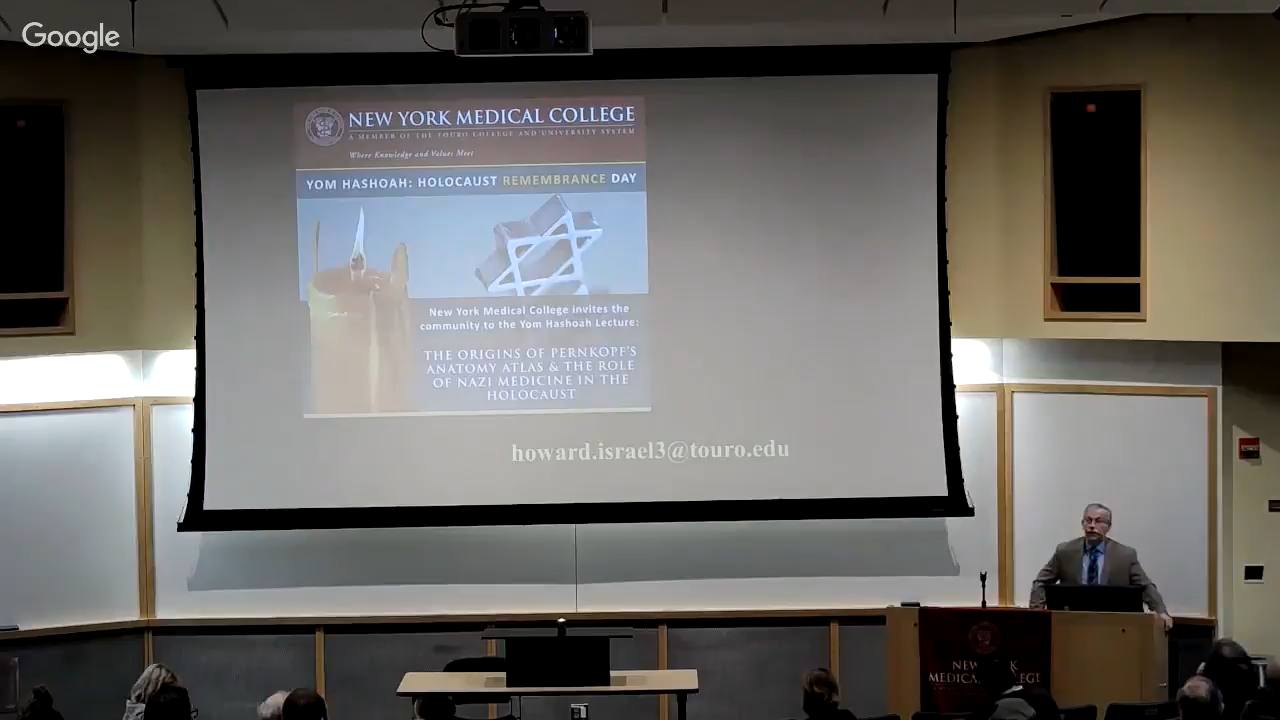 Google
NEW YORK MEDICAL COLLEGE
A MEMBER OF THE TOURO COLLEGE AND UNIVERSITY SYSTEM
Where Knowledge and Values Meet
YOM HASHOAH: HOLOCAUST REMEMBRANCE DAY
New York Medical College invites the
community to the Yom Hashoah Lecture:
THE ORIGINS OF PERNKOPF'S
ANATOMY ATLAS & THE ROLE
OF NAZI MEDICINE IN THE
HOLOCAUST
howard.israel3@touro.edu
NEW YORK
MEDICAL COLLEGE